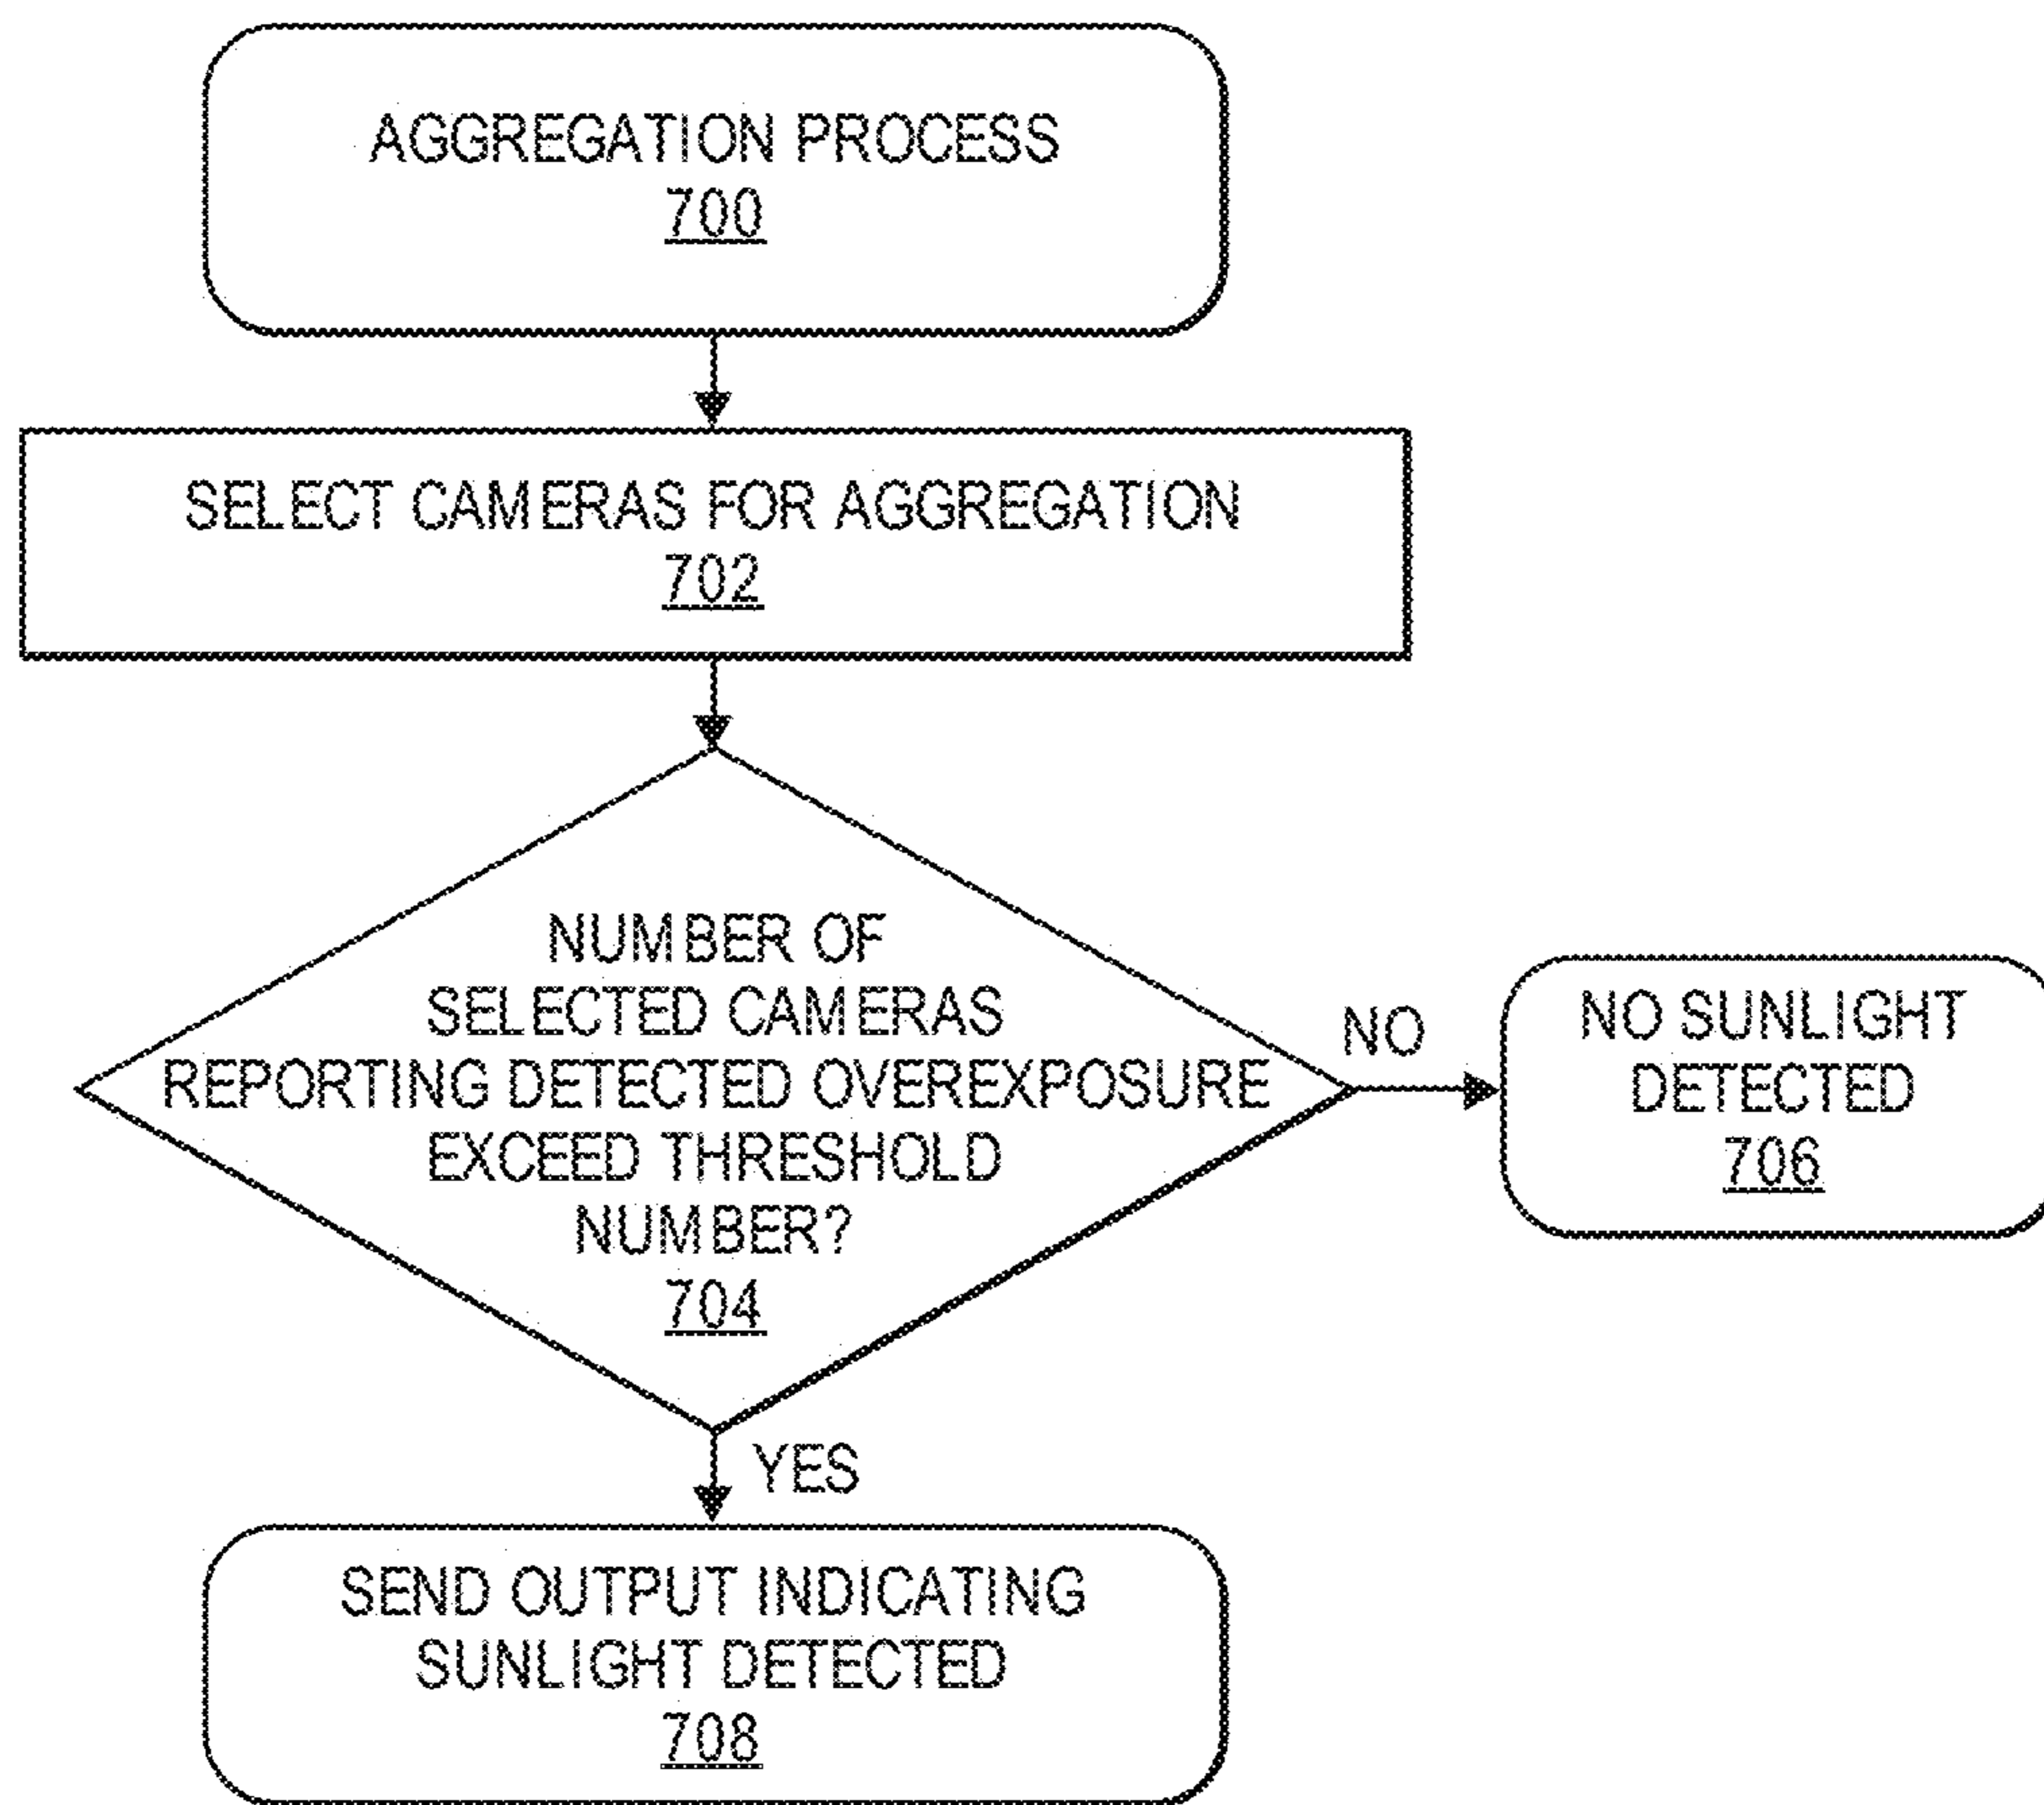 AGGREGATION PROCESS
700
SELECT CAMERAS FOR AGGREGATION
702
NUMBER OF
SELECTED CAMERAS
REPORTING DETECTED OVEREXPOSURE
EXCEED THRESHOLD
NUMBER?
704
NO
NO SUNLIGHT
DETECTED
706
YES
SEND OUTPUT INDICATING
SUNLIGHT DETECTED
708